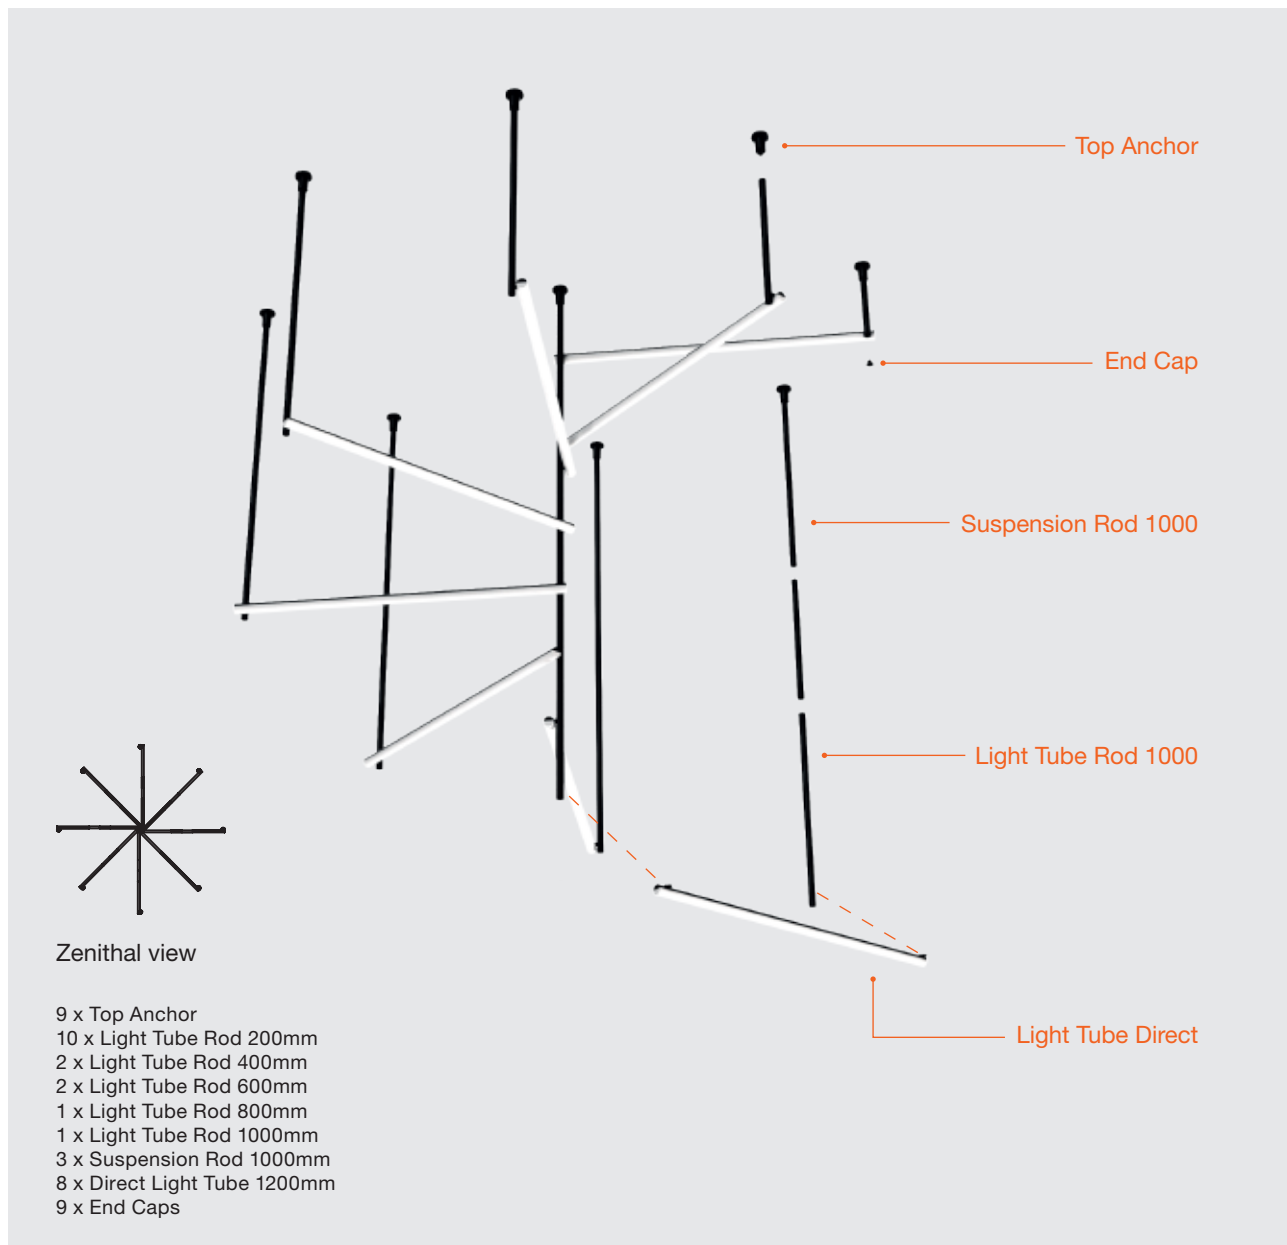 Top Anchor
End Cap
Suspension Rod 1000
Light Tube Rod 1000
Light Tube Direct
Zenithal view
9 x Top Anchor
10 x Light Tube Rod 200mm
2 x Light Tube Rod 400mm
2 x Light Tube Rod 600mm
1 x Light Tube Rod 800mm
1 x Light Tube Rod 1000mm
3 x Suspension Rod 1000mm
8 x Direct Light Tube 1200mm
9 x End Caps